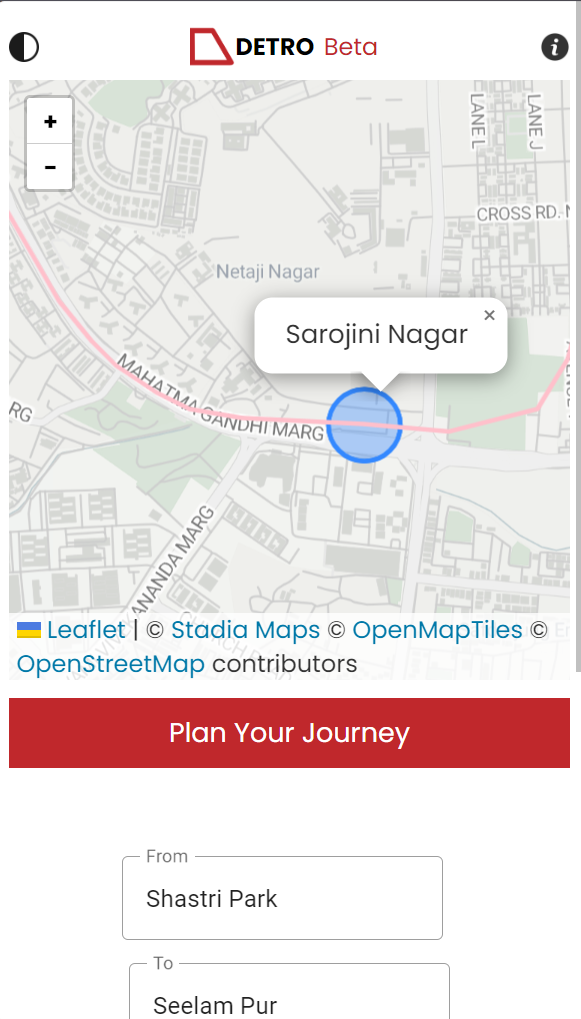 DETRO Beta
+
-
LANE L
LANE J
CROSS RD.
Netaji Nagar
Sarojini Nagar
×
MAHATMA GANDHI MARG
RG
ANANDA MARG
Leaflet | © Stadia Maps © OpenMapTiles ©
OpenStreetMap contributors
Plan Your Journey
From
Shastri Park
To
Seelam Pur